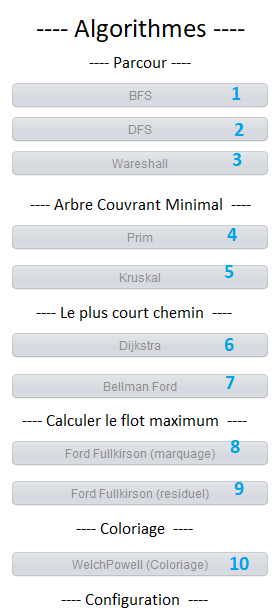 ---- Algorithmes ----
---- Parcour ----
BFS 1
DFS 2
Wareshall 3
---- Arbre Couvrant Minimal ----
Prim 4
Kruskal 5
---- Le plus court chemin ----
Dijkstra 6
Bellman Ford 7
---- Calculer le flot maximum ----
Ford Fullkirson (marquage) 8
Ford Fullkirson (residuel) 9
---- Coloriage ----
WelchPowell (Coloriage) 10
---- Configuration ----